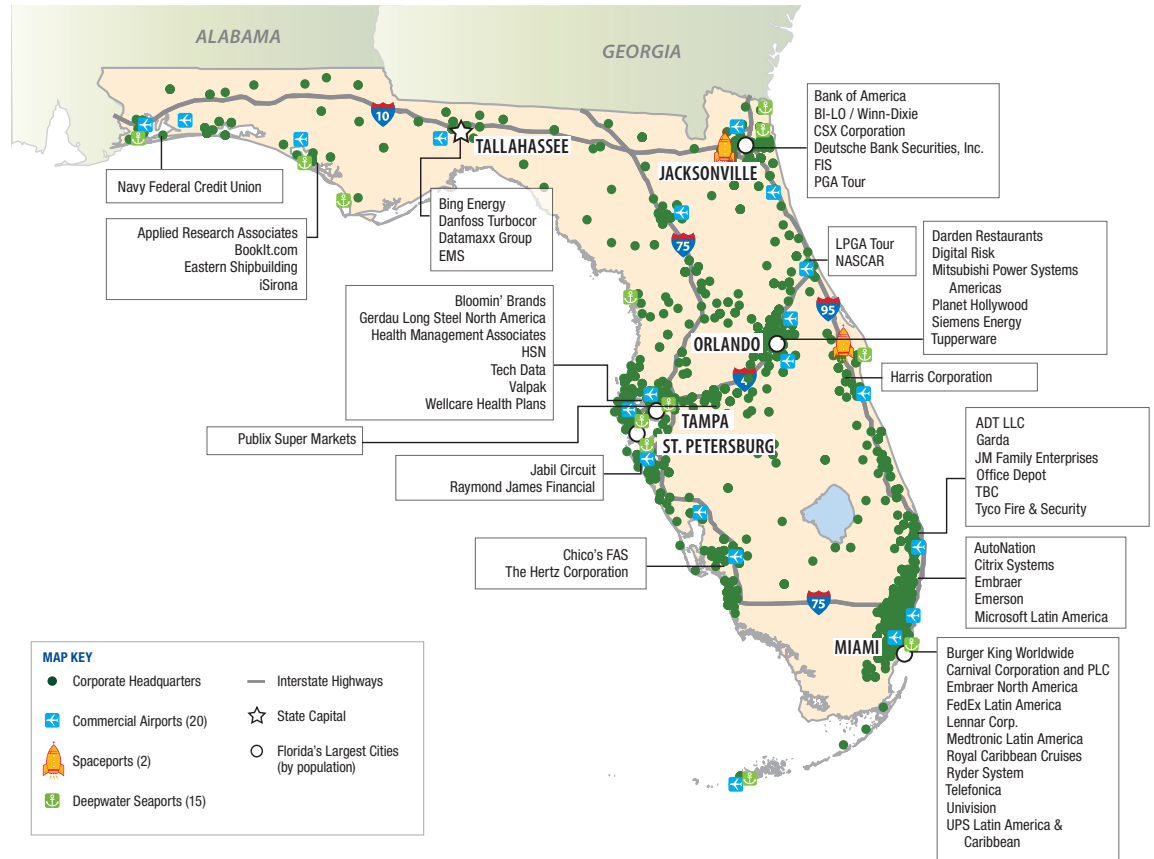 ALABAMA
GEORGIA
10
TALLAHASSEE
JACKSONVILLE
Bank of America
BI-LO / Winn-Dixie
CSX Corporation
Deutsche Bank Securities, Inc.
FIS
PGA Tour
Navy Federal Credit Union
Applied Research Associates
BookIt.com
Eastern Shipbuilding
iSirona
Bing Energy
Danfoss Turbocor
Datamaxx Group
EMS
75
LPGA Tour
NASCAR
Darden Restaurants
Digital Risk
Mitsubishi Power Systems
Americas
Planet Hollywood
Siemens Energy
Tupperware
95
Bloomin' Brands
Gerdau Long Steel North America
Health Management Associates
HSN
Tech Data
Valpak
Wellcare Health Plans
ORLANDO
4
Harris Corporation
Publix Super Markets
TAMPA
ST. PETERSBURG
Jabil Circuit
Raymond James Financial
ADT LLC
Garda
JM Family Enterprises
Office Depot
TBC
Tyco Fire & Security
Chico's FAS
The Hertz Corporation
AutoNation
Citrix Systems
Embraer
Emerson
Microsoft Latin America
75
MIAMI
Burger King Worldwide
Carnival Corporation and PLC
Embraer North America
FedEx Latin America
Lennar Corp.
Medtronic Latin America
Royal Caribbean Cruises
Ryder System
Telefonica
Univision
UPS Latin America &
Caribbean
MAP KEY
Corporate Headquarters
Commercial Airports (20)
Spaceports (2)
Deepwater Seaports (15)
Interstate Highways
State Capital
Florida's Largest Cities
(by population)